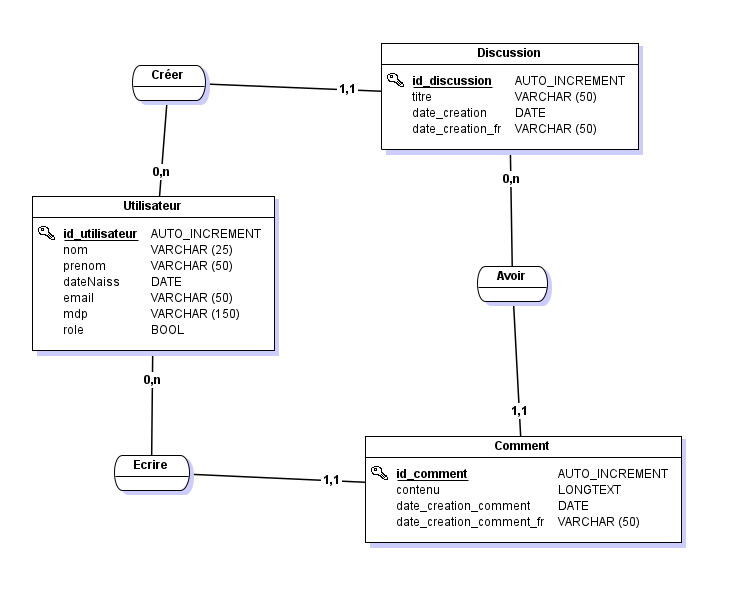 Discussion
id_discussion AUTO_INCREMENT
titre VARCHAR (50)
date_creation DATE
date_creation_fr VARCHAR (50)
Créer
1,1
0,n
0,n
Utilisateur
id_utilisateur AUTO_INCREMENT
nom VARCHAR (25)
prenom VARCHAR (50)
dateNaiss DATE
email VARCHAR (50)
mdp VARCHAR (150)
role BOOL
Avoir
0,n
1,1
Comment
id_comment AUTO_INCREMENT
contenu LONGTEXT
date_creation_comment DATE
date_creation_comment_fr VARCHAR (50)
Ecrire
1,1